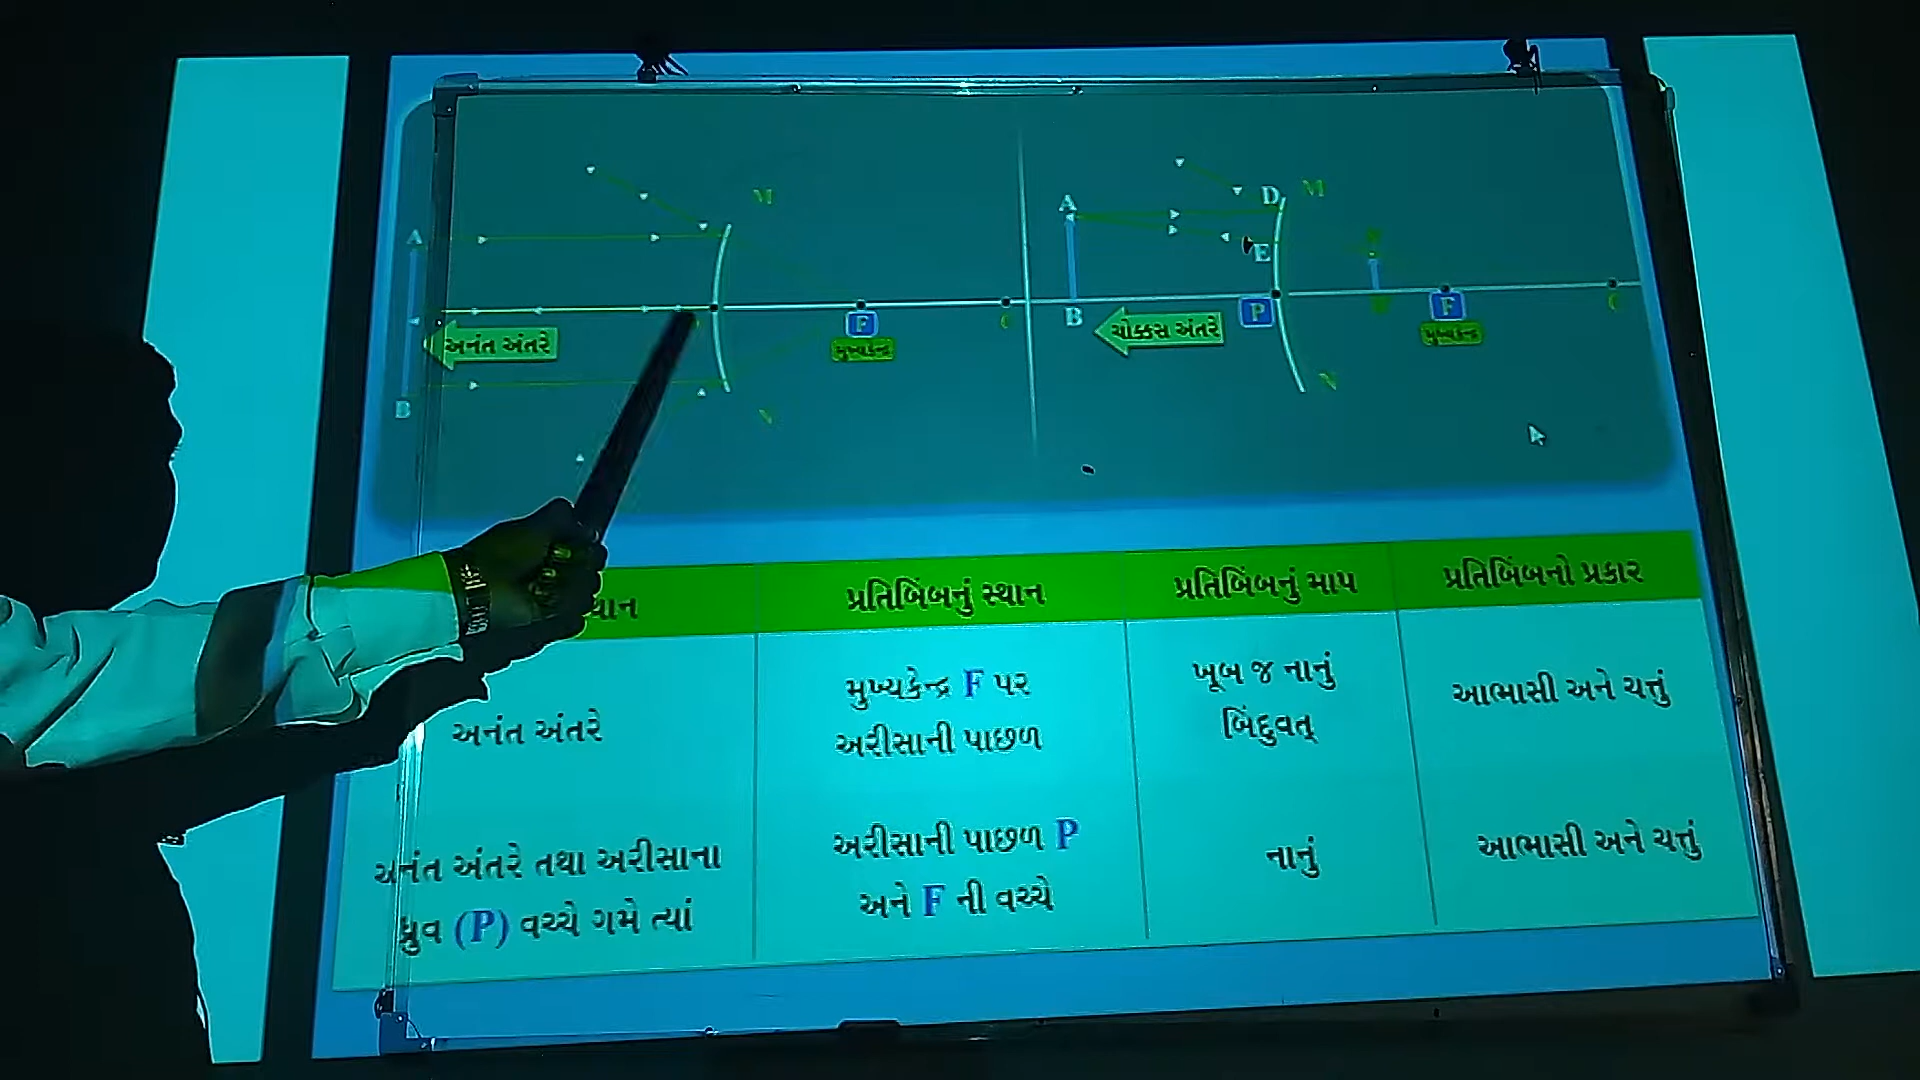 M
A
અનંત અંતરે
F
મુખ્યકેન્દ્ર
C
B
N
A
D
M
E
B
ચોક્કસ અંતરે
P
F
મુખ્યકેન્દ્ર
C
N
પ્રતિબિંબનું સ્થાન
પ્રતિબિંબનું માપ
પ્રતિબિંબનો પ્રકાર
અનંત અંતરે
મુખ્યકેન્દ્ર F પર
અરીસાની પાછળ
ખૂબ જ નાનું
બિંદુવત્
આભાસી અને ચત્તું
અનંત અંતરે તથા અરીસાના
ધ્રુવ (P) વચ્ચે ગમે ત્યાં
અરીસાની પાછળ P
અને F ની વચ્ચે
નાનું
આભાસી અને ચત્તું